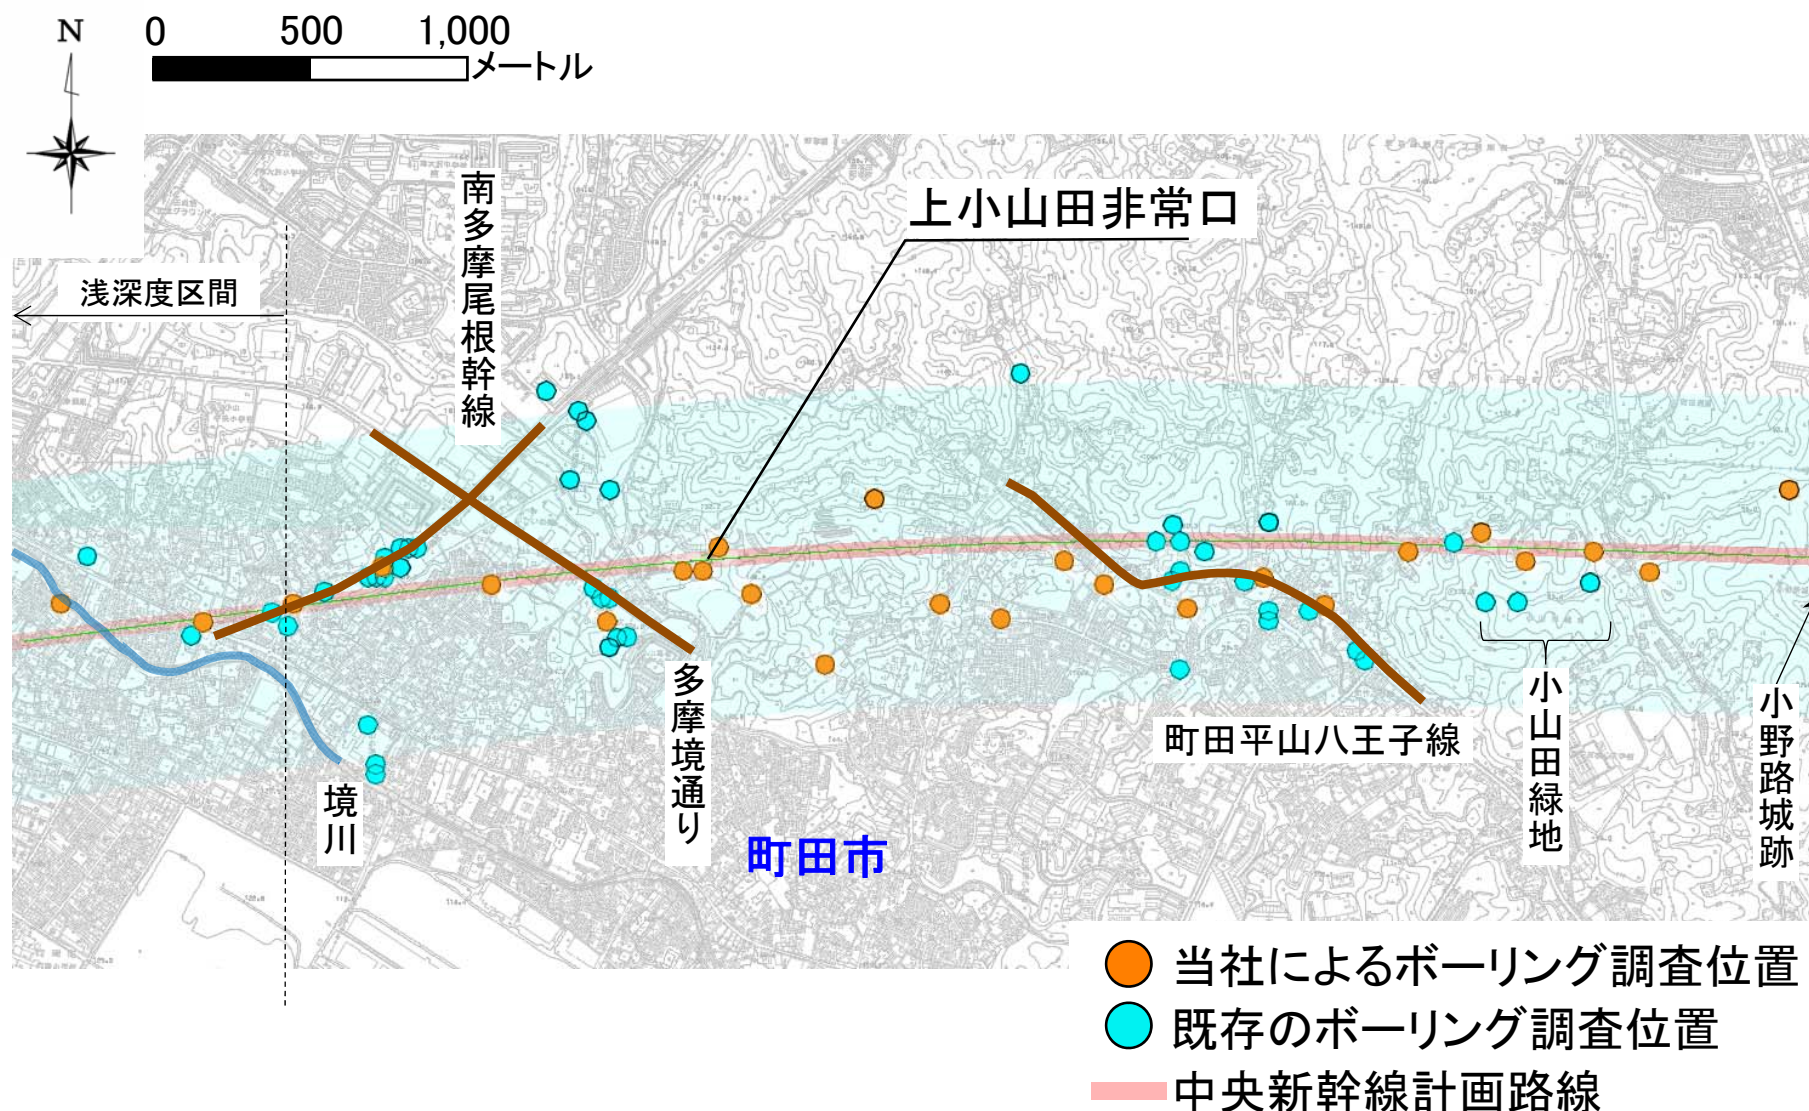 N
0 500 1,000
メートル
南多摩尾根幹線
上小山田非常口
浅深度区間
境川
多摩境通り
町田市
町田平山八王子線
小山田緑地
小野路城跡
当社によるボーリング調査位置
既存のボーリング調査位置
中央新幹線計画路線